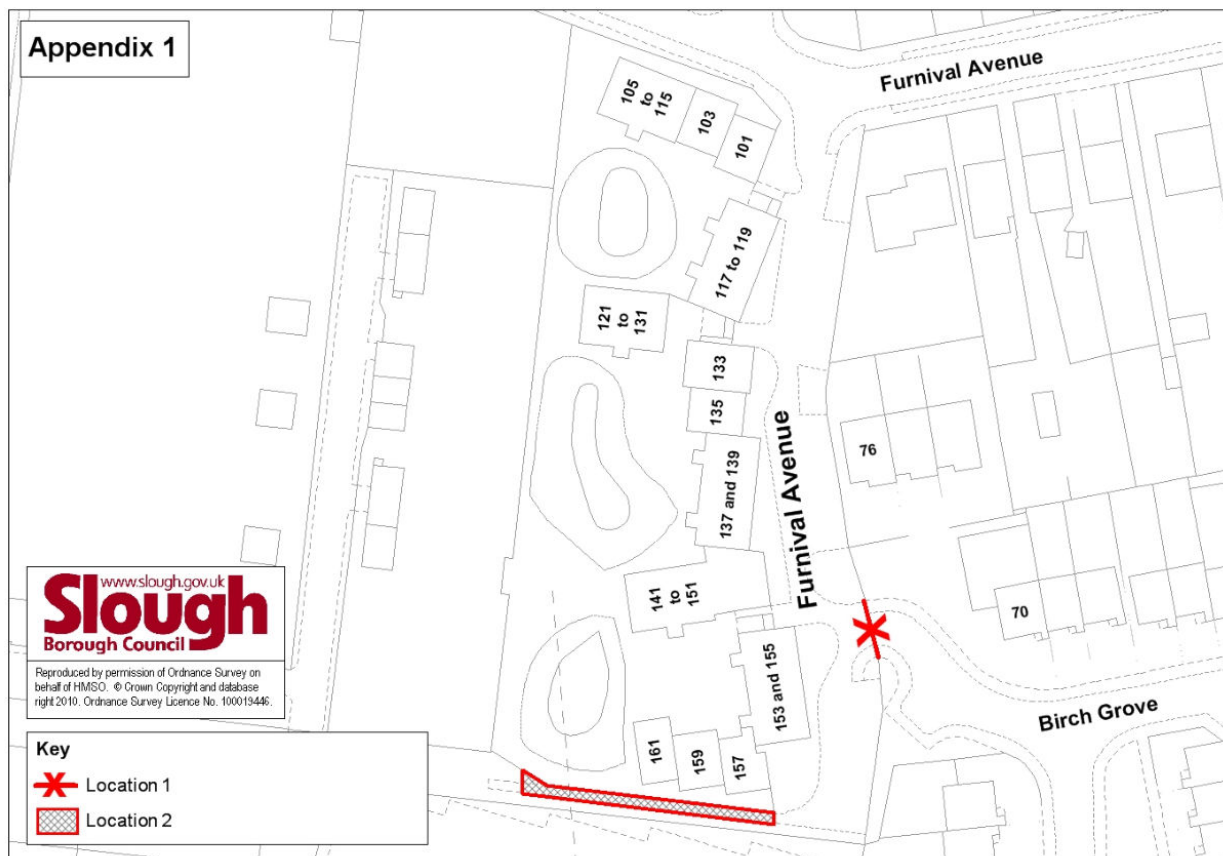 Appendix 1
Furnival Avenue
105
to
115
103
101
117 to 119
121
to
131
133
135
137 and 139
76
Furnival Avenue
141
to
151
70
153 and 155
Birch Grove
161
159
157
www.slough.gov.uk
Slough
Borough Council
Reproduced by permission of Ordnance Survey on
behalf of HMSO. © Crown Copyright and database
right 2010. Ordnance Survey Licence No. 100019446.
Key
Location 1
Location 2